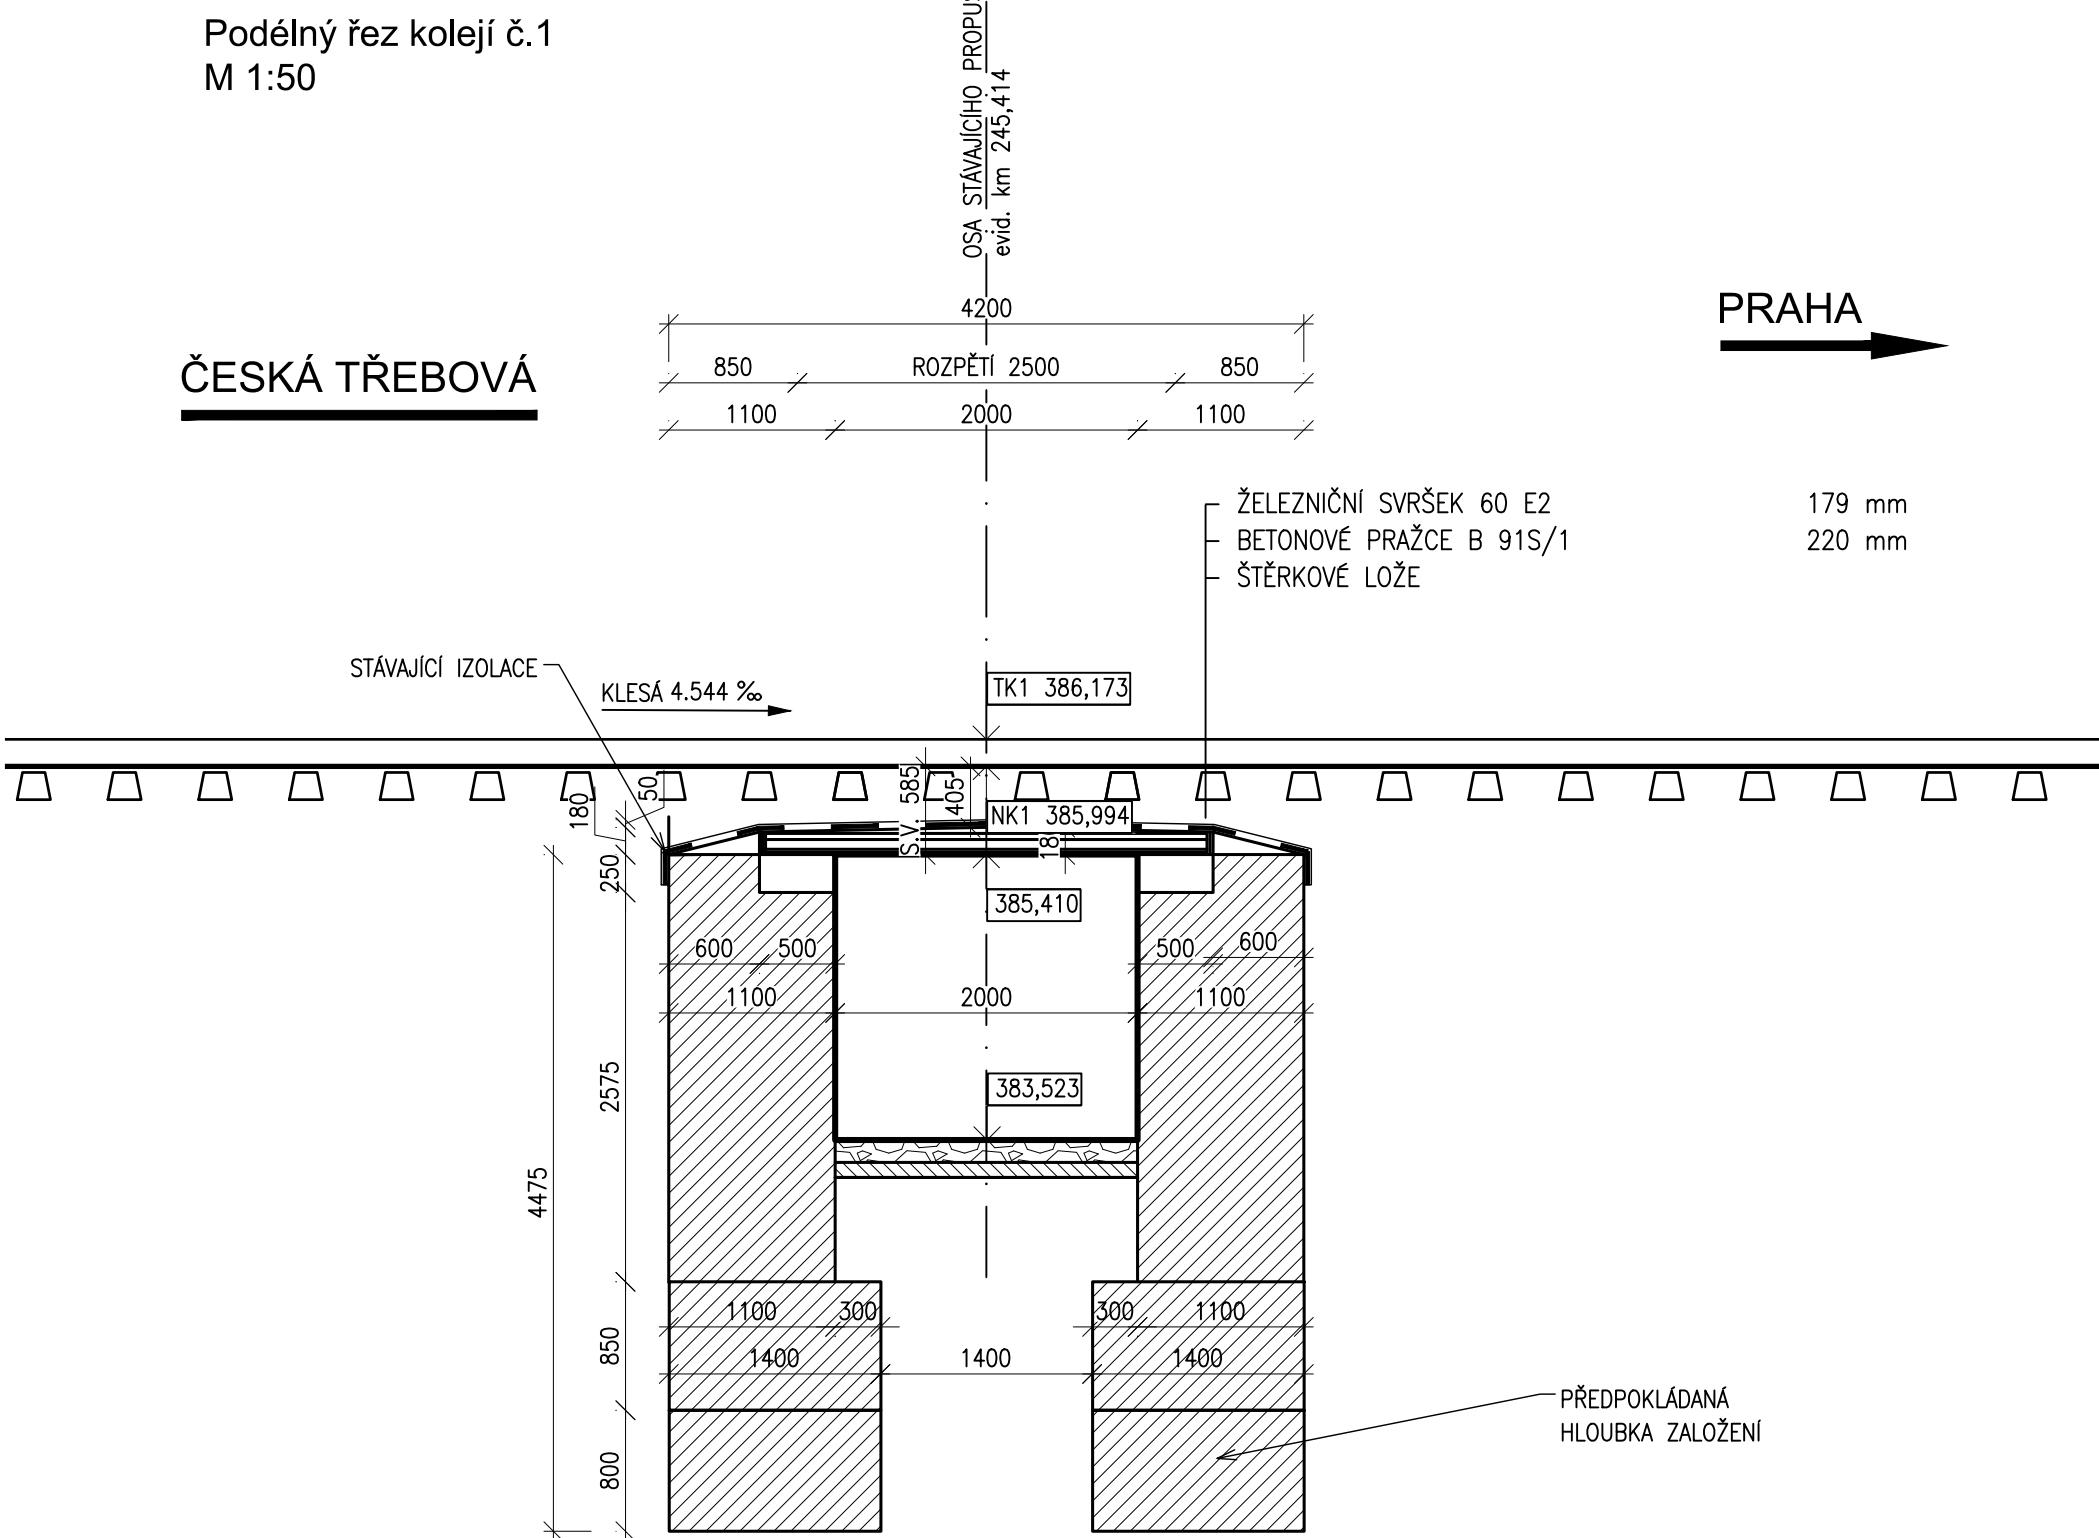 Podélný řez kolejí č.1
M 1:50
OSA STÁVAJÍCÍHO
evid. km 245,414
4200
PRAHA
ČESKÁ TŘEBOVÁ
850 ROZPĚTÍ 2500 850
1100 2000 1100
ŽELEZNIČNÍ SVRŠEK 60 E2 179 mm
BETONOVÉ PRAŽCE B 91S/1 220 mm
ŠTĚRKOVÉ LOŽE
STÁVAJÍCÍ IZOLACE
KLESÁ 4.544 ‰
TK1 386,173
180
50
S.V. 585
405
NK1 385,994
18
250
385,410
600 500 500 600
1100 2000 1100
2575
383,523
4475
1100 300 300 1100
850
1400 1400 1400
PŘEDPOKLÁDANÁ
HLOUBKA ZALOŽENÍ
800